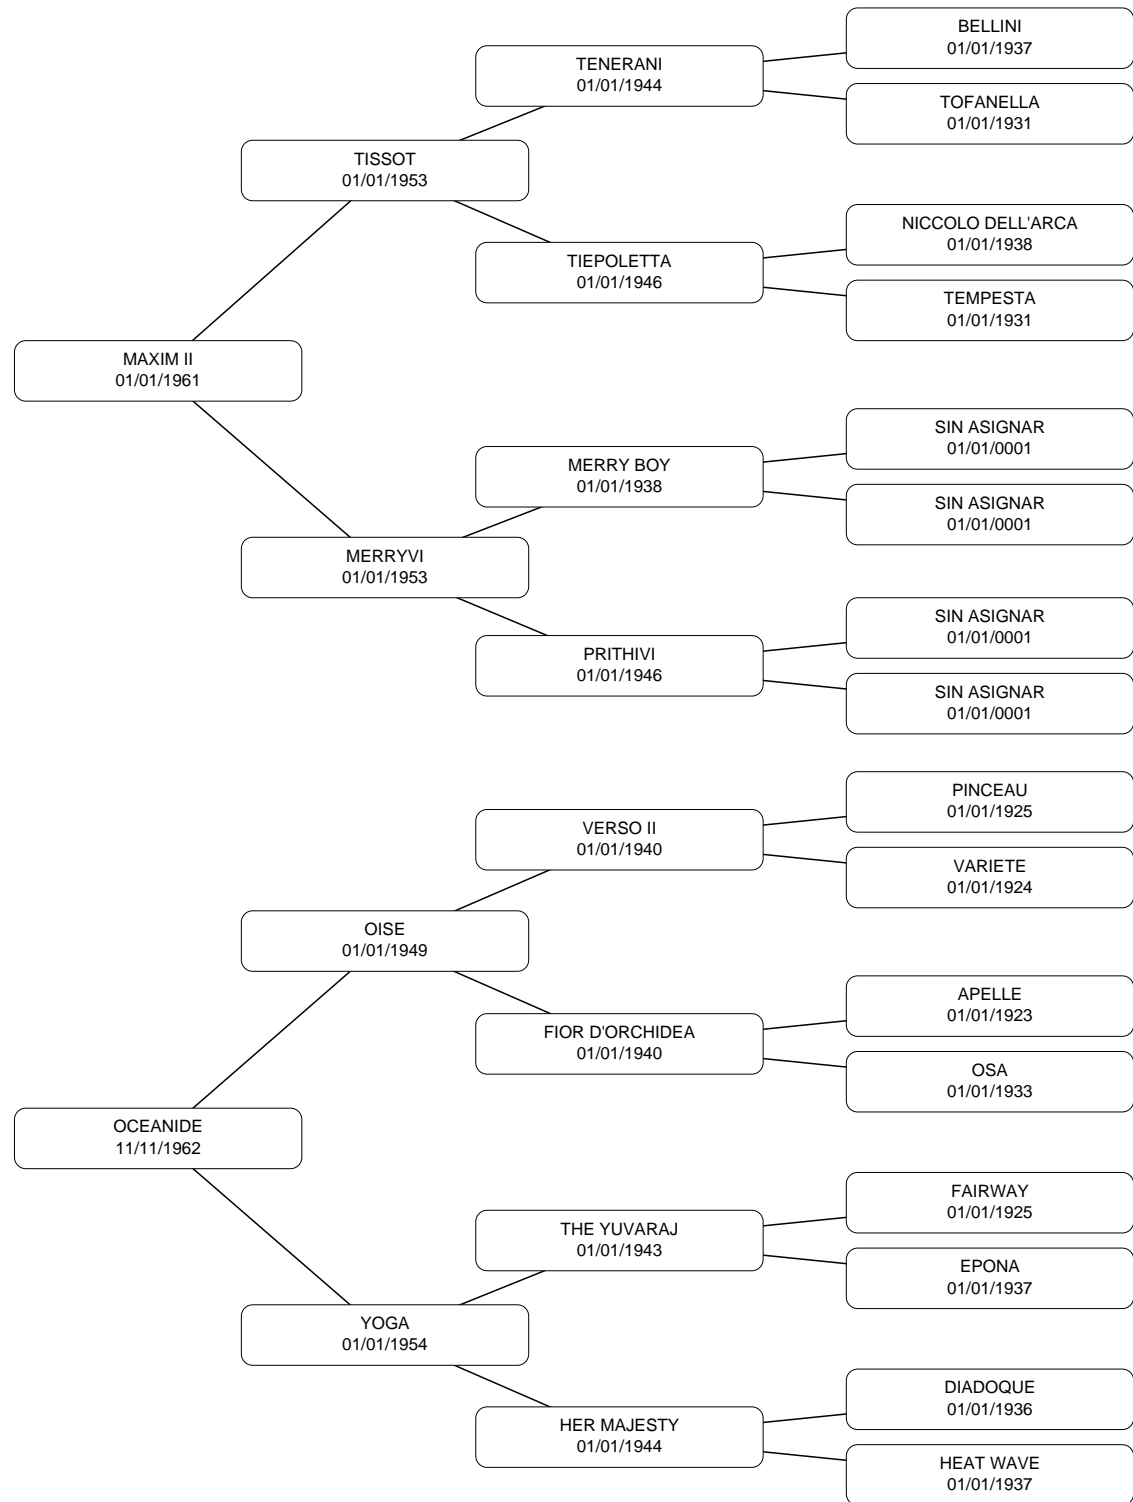 BELLINI
01/01/1937
TENERANI
01/01/1944
TOFANELLA
01/01/1931
TISSOT
01/01/1953
NICCOLO DELL'ARCA
01/01/1938
TIEPOLETTA
01/01/1946
TEMPESTA
01/01/1931
MAXIM II
01/01/1961
SIN ASIGNAR
01/01/0001
MERRY BOY
01/01/1938
SIN ASIGNAR
01/01/0001
MERRYVI
01/01/1953
SIN ASIGNAR
01/01/0001
PRITHIVI
01/01/1946
SIN ASIGNAR
01/01/0001
PINCEAU
01/01/1925
VERSO II
01/01/1940
VARIETE
01/01/1924
OISE
01/01/1949
APELLE
01/01/1923
FIOR D'ORCHIDEA
01/01/1940
OSA
01/01/1933
OCEANIDE
11/11/1962
FAIRWAY
01/01/1925
THE YUVARAJ
01/01/1943
EPONA
01/01/1937
YOGA
01/01/1954
DIADOQUE
01/01/1936
HER MAJESTY
01/01/1944
HEAT WAVE
01/01/1937